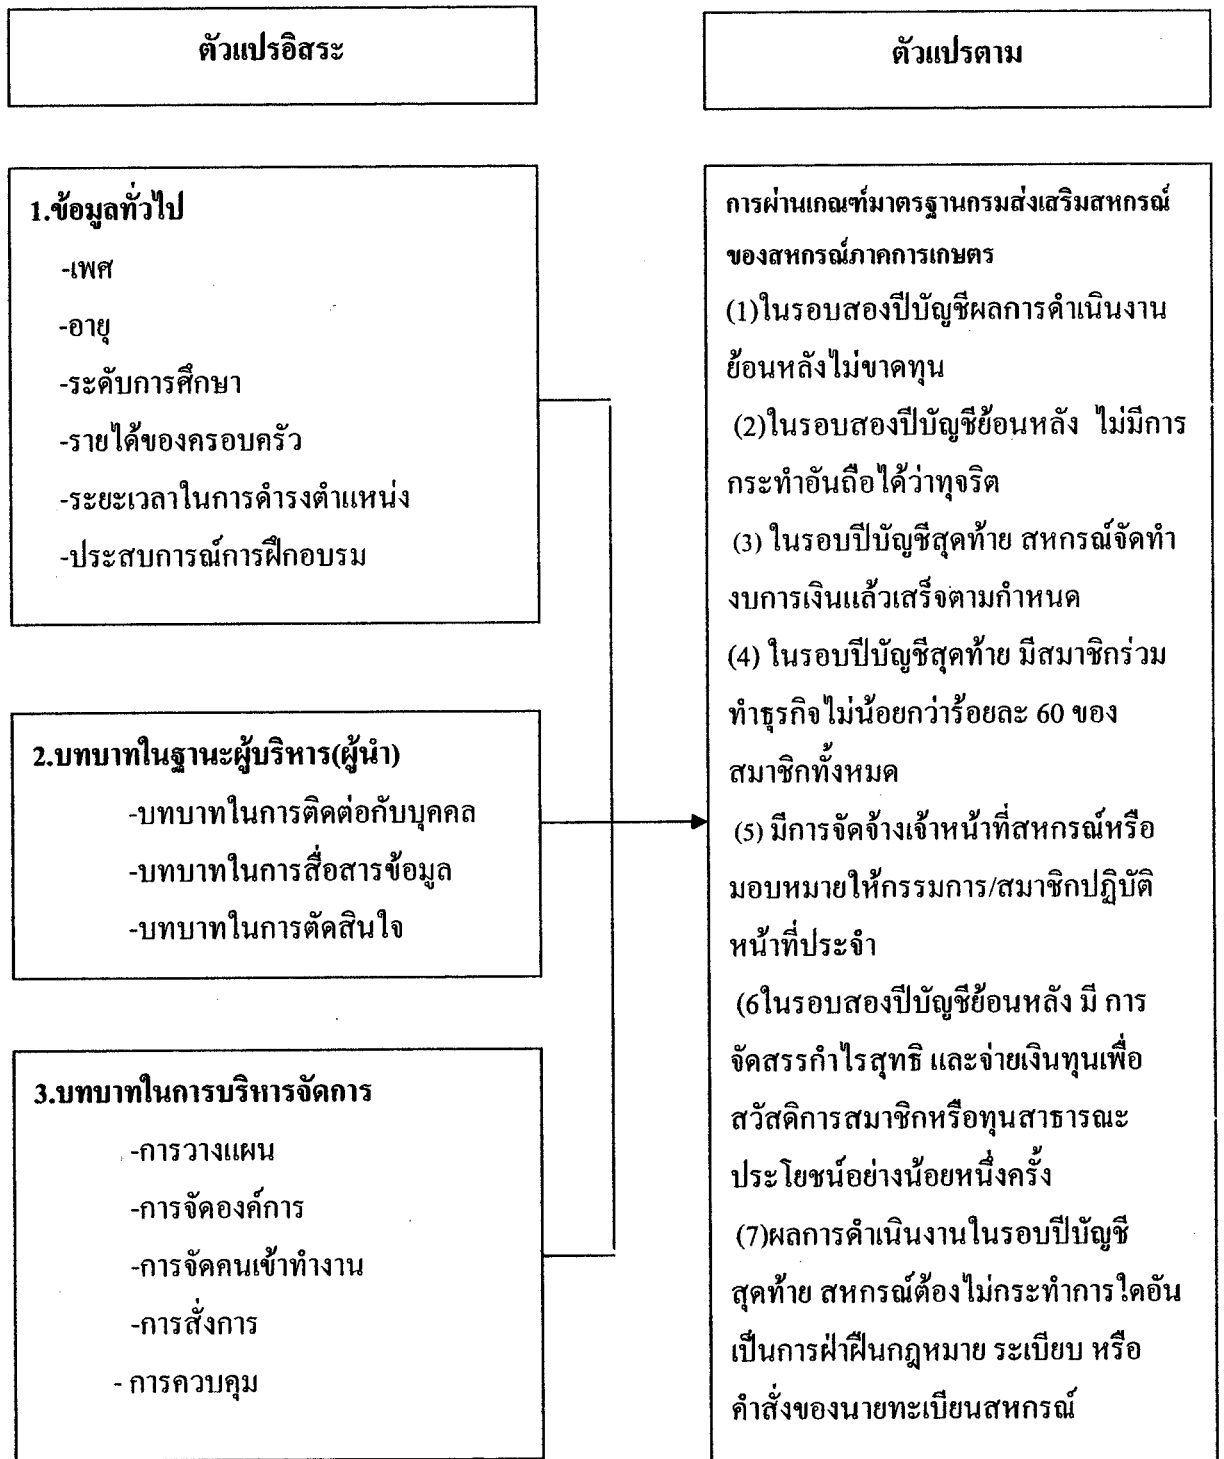 ตัวแปรอิสระ
ตัวแปรตาม
1.ข้อมูลทั่วไป
-เพศ
-อายุ
-ระดับการศึกษา
-รายได้ของครอบครัว
-ระยะเวลาในการดำรงตำแหน่ง
-ประสบการณ์การฝึกอบรม
2.บทบาทในฐานะผู้บริหาร(ผู้นำ)
-บทบาทในการติดต่อกับบุคคล
-บทบาทในการสื่อสารข้อมูล
-บทบาทในการตัดสินใจ
3.บทบาทในการบริหารจัดการ
-การวางแผน
-การจัดองค์การ
-การจัดคนเข้าทำงาน
-การสั่งการ
- การควบคุม
การผ่านเกณฑ์มาตรฐานกรมส่งเสริมสหกรณ์
ของสหกรณ์ภาคการเกษตร
(1)ในรอบสองปีบัญชีผลการดำเนินงาน
ย้อนหลังไม่ขาดทุน
(2)ในรอบสองปีบัญชีย้อนหลัง ไม่มีการ
กระทำอันถือได้ว่าทุจริต
(3) ในรอบปีบัญชีสุดท้าย สหกรณ์จัดทำ
งบการเงินแล้วเสร็จตามกำหนด
(4) ในรอบปีบัญชีสุดท้าย มีสมาชิกร่วม
ทำธุรกิจไม่น้อยกว่าร้อยละ 60 ของ
สมาชิกทั้งหมด
(5) มีการจัดจ้างเจ้าหน้าที่สหกรณ์หรือ
มอบหมายให้กรรมการ/สมาชิกปฏิบัติ
หน้าที่ประจำ
(6ในรอบสองปีบัญชีย้อนหลัง มี การ
จัดสรรกำไรสุทธิ และจ่ายเงินทุนเพื่อ
สวัสดิการสมาชิกหรือทุนสาธารณะ
ประโยชน์อย่างน้อยหนึ่งครั้ง
(7)ผลการดำเนินงานในรอบปีบัญชี
สุดท้าย สหกรณ์ต้องไม่กระทำการใดอัน
เป็นการฝ่าฝืนกฎหมาย ระเบียบ หรือ
คำสั่งของนายทะเบียนสหกรณ์